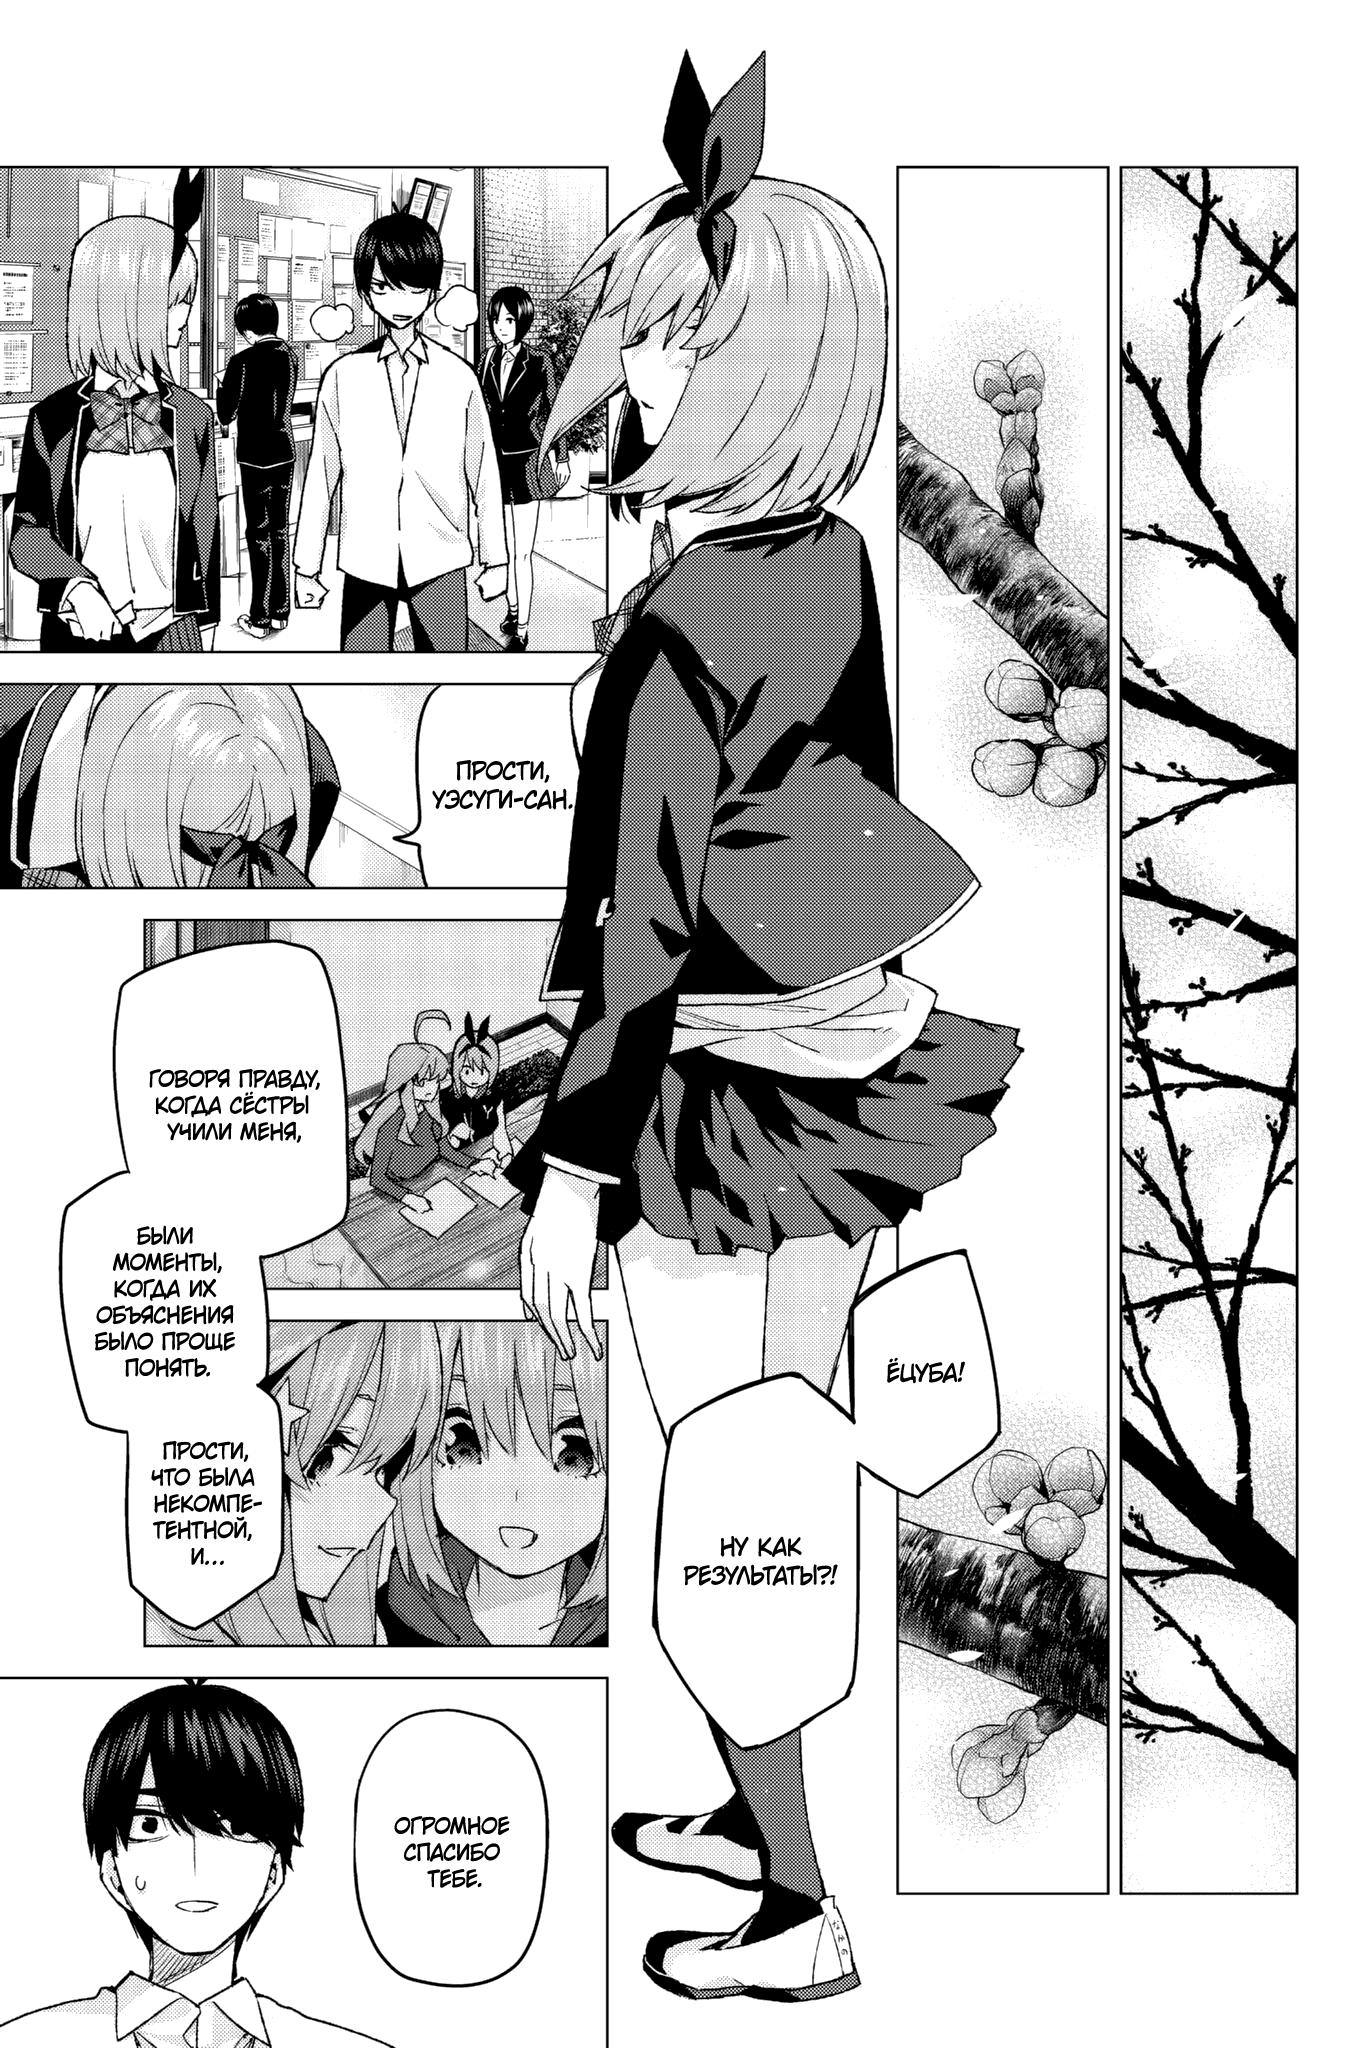 ЁЦУБА!
НУ КАК
РЕЗУЛЬТАТЫ?!
ПРОСТИ,
УЭСУГИ-САН.
ГОВОРЯ ПРАВДУ,
КОГДА СЁСТРЫ
УЧИЛИ МЕНЯ,
БЫЛИ
МОМЕНТЫ,
КОГДА ИХ
ОБЪЯСНЕНИЯ
БЫЛО ПРОЩЕ
ПОНЯТЬ.
ПРОСТИ,
ЧТО БЫЛА
НЕКОМПЕ-
ТЕНТНОЙ,
И...
ОГРОМНОЕ
СПАСИБО
ТЕБЕ.